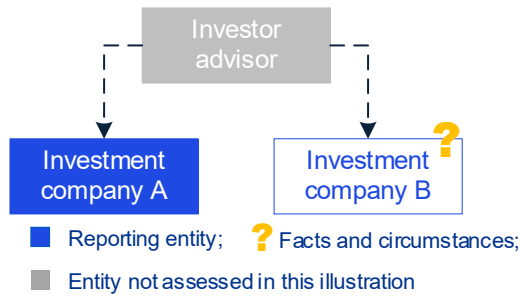 Investor
advisor
Investment
company A
Investment ?
company B
Reporting entity; ? Facts and circumstances;
Entity not assessed in this illustration